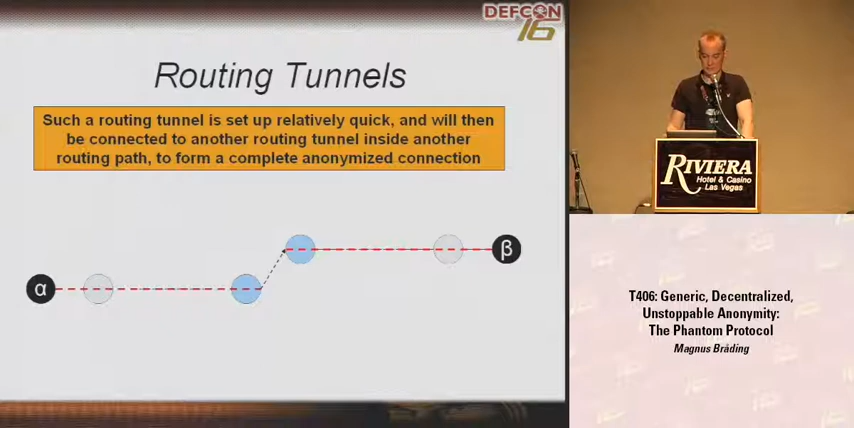 DEFCON
16
Routing Tunnels
Such a routing tunnel is set up relatively quick, and will then
be connected to another routing tunnel inside another
routing path, to form a complete anonymized connection
α
β
RIVIERA
Hotel & Casino
Las Vegas
T406: Generic, Decentralized,
Unstoppable Anonymity:
The Phantom Protocol
Magnus Bråding